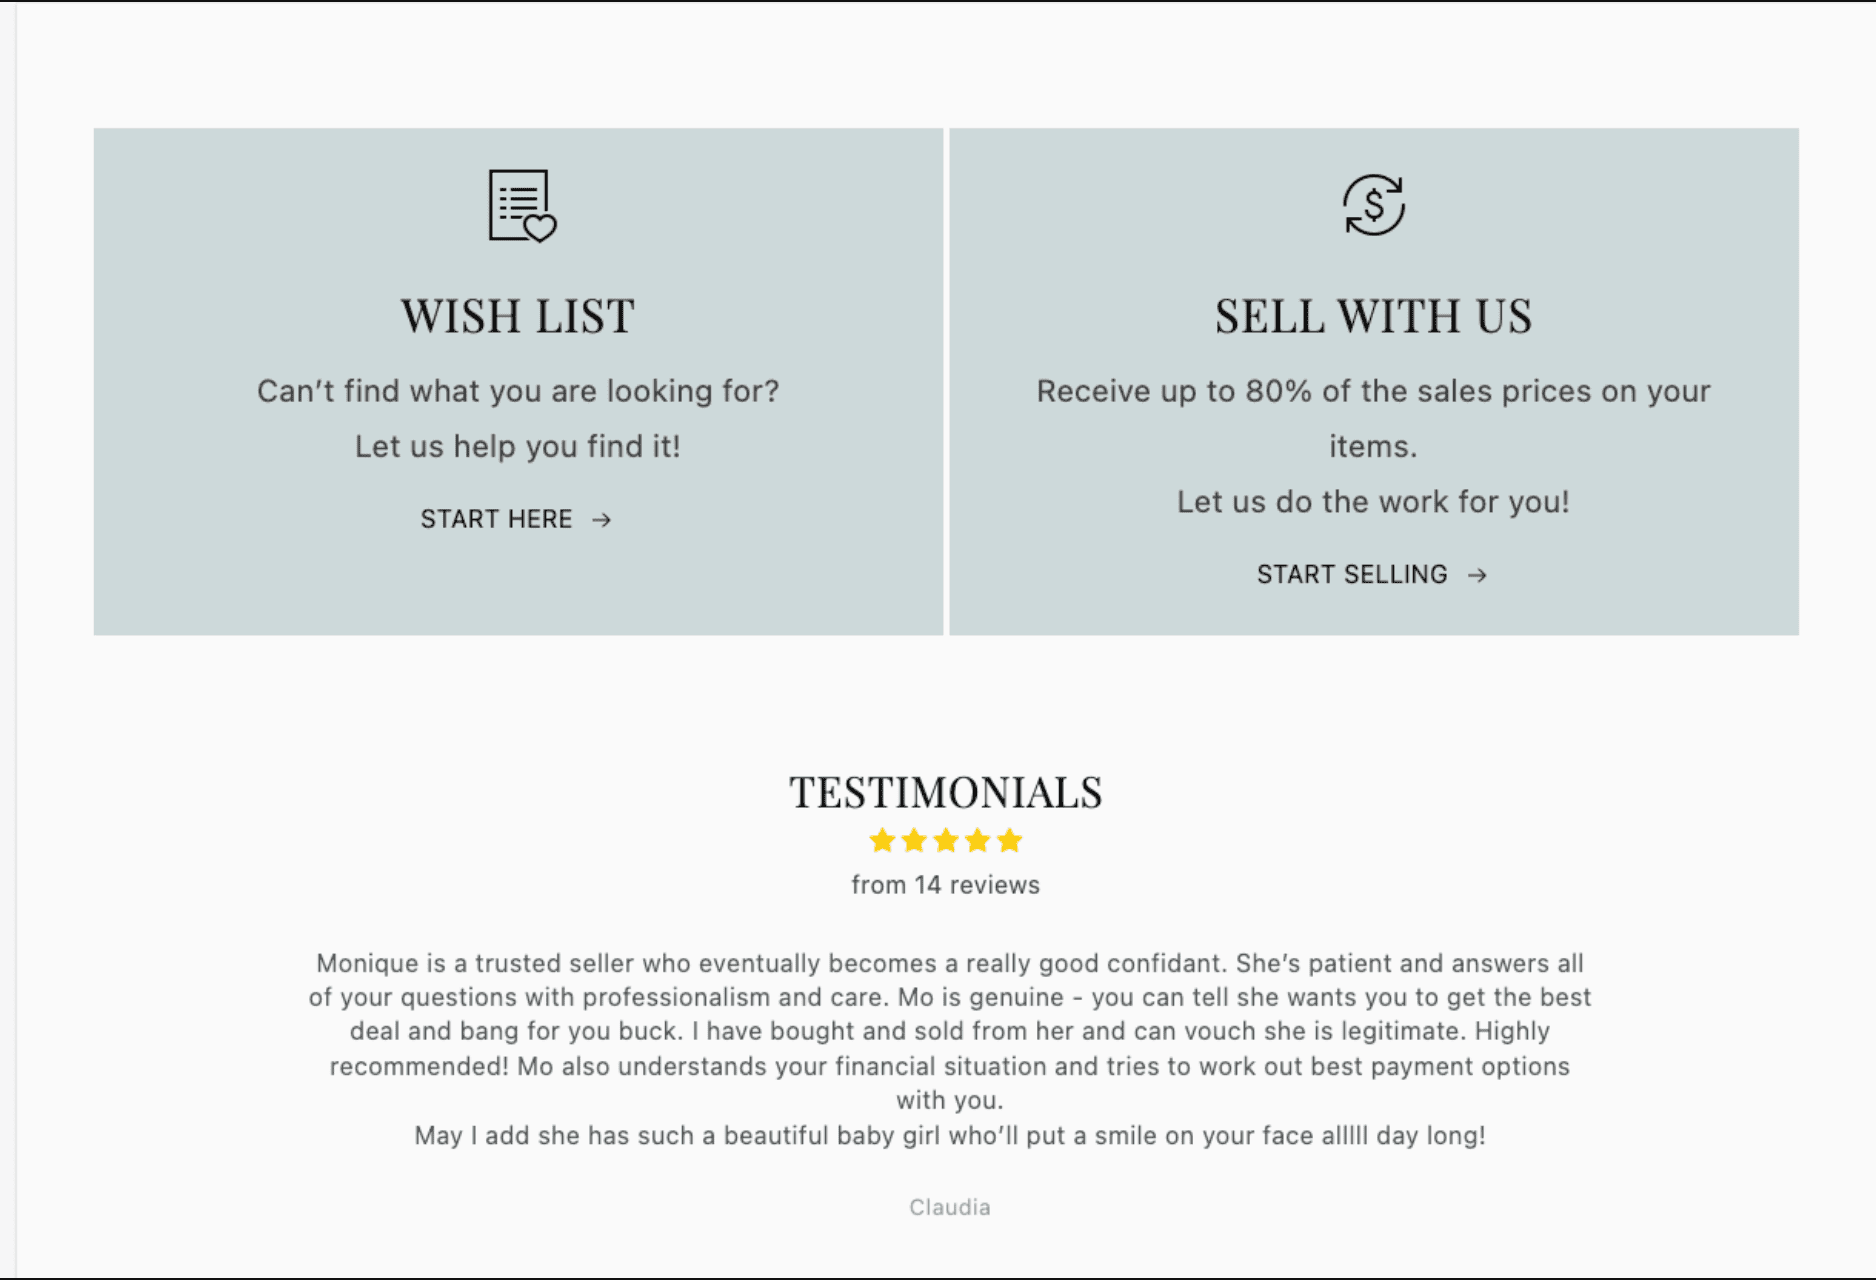 WISH LIST
Can’t find what you are looking for?
Let us help you find it!
START HERE →
SELL WITH US
Receive up to 80% of the sales prices on your
items.
Let us do the work for you!
START SELLING →
TESTIMONIALS
from 14 reviews
Monique is a trusted seller who eventually becomes a really good confidant. She’s patient and answers all
of your questions with professionalism and care. Mo is genuine - you can tell she wants you to get the best
deal and bang for you buck. I have bought and sold from her and can vouch she is legitimate. Highly
recommended! Mo also understands your financial situation and tries to work out best payment options
with you.
May I add she has such a beautiful baby girl who’ll put a smile on your face alllll day long!
Claudia